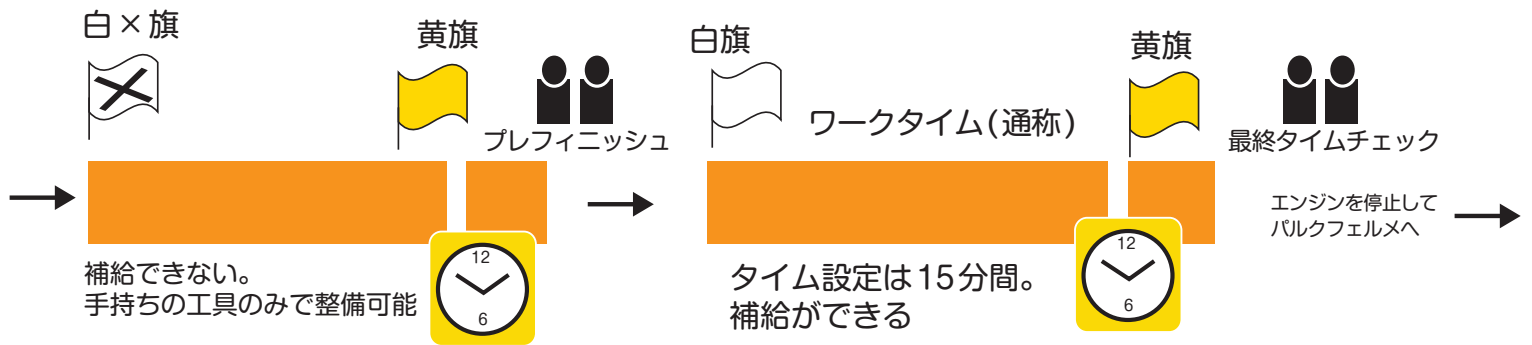 白×旗
黄旗
プレフィニッシュ
12
6
補給できない。
手持ちの工具のみで整備可能
白旗
ワークタイム(通称)
黄旗
最終タイムチェック
12
6
タイム設定は15分間。
補給ができる
エンジンを停止して
パルクフェルメへ